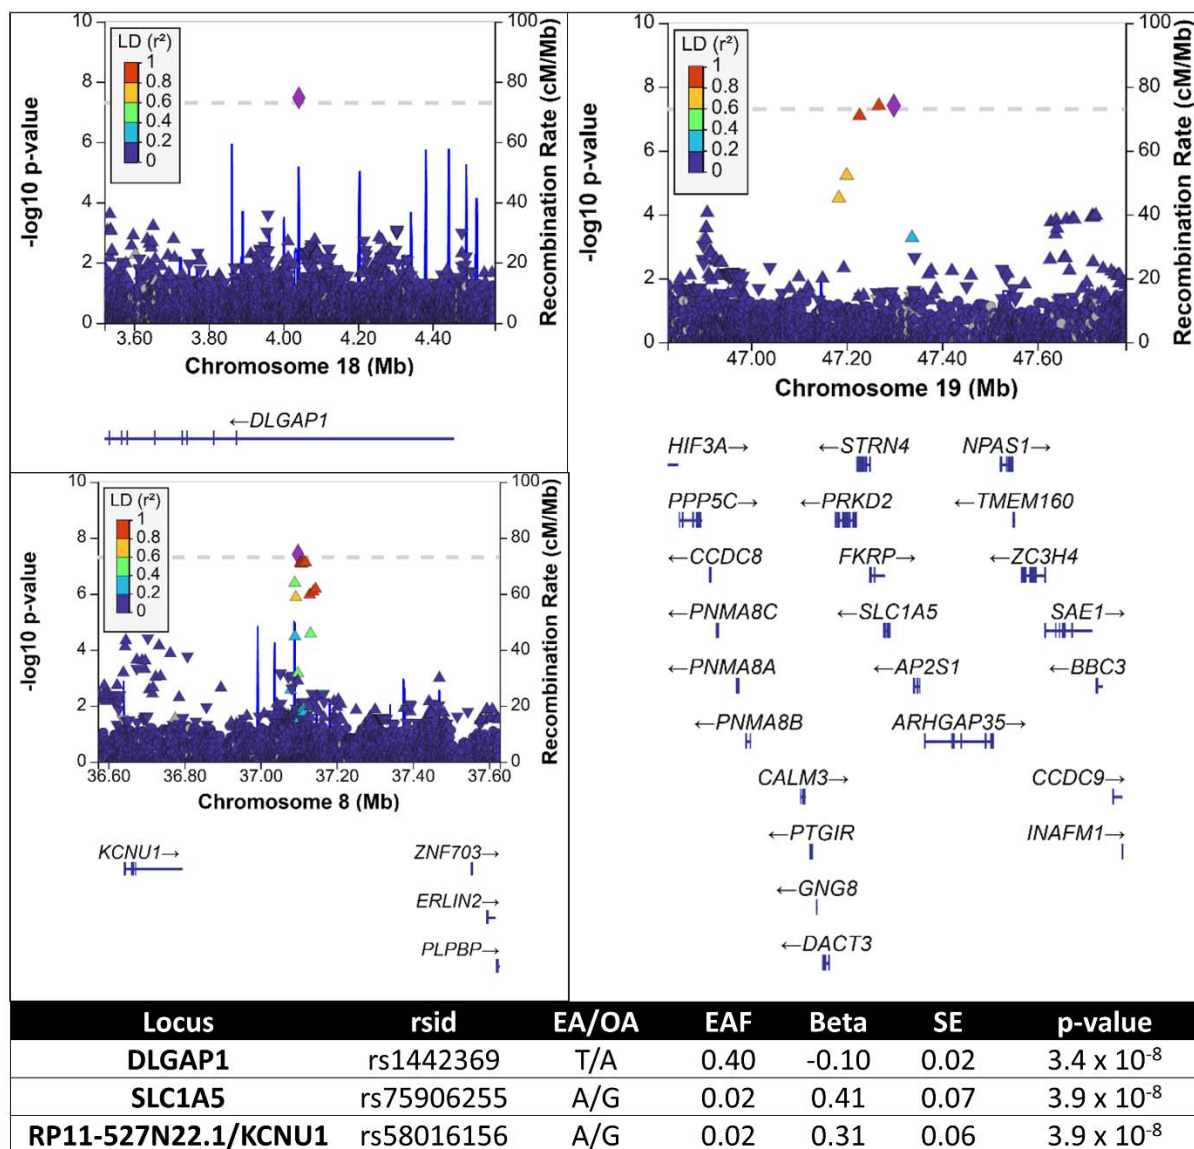 10
8
6
4
2
0
-log10 p-value
LD (r²)
1
0.8
0.6
0.4
0.2
0
100
80
60
40
20
0
Recombination Rate (cM/Mb)
3.60 3.80 4.00 4.20 4.40
Chromosome 18 (Mb)
←DLGAP1
10
8
6
4
2
0
-log10 p-value
LD (r²)
1
0.8
0.6
0.4
0.2
0
100
80
60
40
20
0
Recombination Rate (cM/Mb)
47.00 47.20 47.40 47.60
Chromosome 19 (Mb)
HIF3A→ ←STRN4 NPAS1→
PPP5C→ ←PRKD2 ←TMEM160
←CCDC8 FKRP→ ←ZC3H4
←PNMA8C ←SLC1A5 SAE1→
←PNMA8A ←AP2S1 ←BBC3
←PNMA8B ARHGAP35→
CALM3→ CCDC9→
←PTGIR INAFM1→
←GNG8
←DACT3
10
8
6
4
2
0
-log10 p-value
LD (r²)
1
0.8
0.6
0.4
0.2
0
100
80
60
40
20
0
Recombination Rate (cM/Mb)
36.60 36.80 37.00 37.20 37.40 37.60
Chromosome 8 (Mb)
KCNU1→ ZNF703→
ERLIN2→
PLPBP→
Locus rsid EA/OA EAF Beta SE p-value
DLGAP1 rs1442369 T/A 0.40 -0.10 0.02 3.4 x 10⁻⁸
SLC1A5 rs75906255 A/G 0.02 0.41 0.07 3.9 x 10⁻⁸
RP11-527N22.1/KCNU1 rs58016156 A/G 0.02 0.31 0.06 3.9 x 10⁻⁸